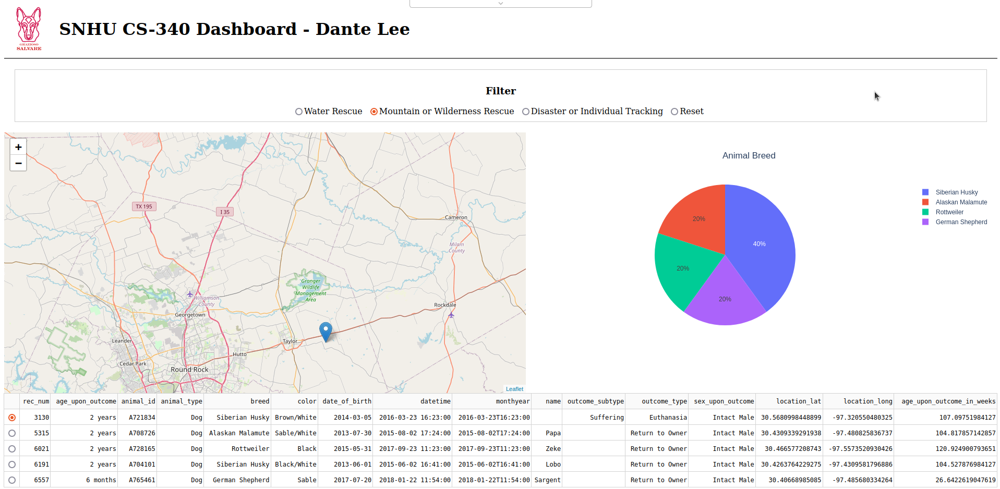 GRAZIOSO
SALVARE
SNHU CS-340 Dashboard - Dante Lee
Filter
Water Rescue Mountain or Wilderness Rescue Disaster or Individual Tracking Reset
+
−
TX 195
I 35
Cameron
Milam
County
Granger
Wildlife
Management
Area
Williamson
County
Georgetown
Rockdale
Leander
Taylor
Hutto
Cedar Park
Round Rock
Leaflet
Animal Breed
40%
20%
20%
20%
Siberian Husky
Alaskan Malamute
Rottweiler
German Shepherd
rec_num age_upon_outcome animal_id animal_type breed color date_of_birth datetime monthyear name outcome_subtype outcome_type sex_upon_outcome location_lat location_long age_upon_outcome_in_weeks
3130 2 years A721834 Dog Siberian Husky Brown/White 2014-03-05 2016-03-23 16:23:00 2016-03-23T16:23:00 Suffering Euthanasia Intact Male 30.5680998448899 -97.320550480325 107.09751984127
5315 2 years A708726 Dog Alaskan Malamute Sable/White 2013-07-30 2015-08-02 17:24:00 2015-08-02T17:24:00 Papa Return to Owner Intact Male 30.4309339291938 -97.480825836737 104.817857142857
6021 2 years A728165 Dog Rottweiler Black 2015-05-31 2017-09-23 11:23:00 2017-09-23T11:23:00 Zeke Return to Owner Intact Male 30.466577208743 -97.5573520930426 120.924900793651
6191 2 years A704101 Dog Siberian Husky Black/White 2013-06-01 2015-06-02 16:41:00 2015-06-02T16:41:00 Lobo Return to Owner Intact Male 30.4263764229275 -97.4309581796886 104.527876984127
6557 6 months A765461 Dog German Shepherd Sable 2017-07-20 2018-01-22 11:54:00 2018-01-22T11:54:00 Sargent Return to Owner Intact Male 30.40668985085 -97.485680334264 26.6422619047619